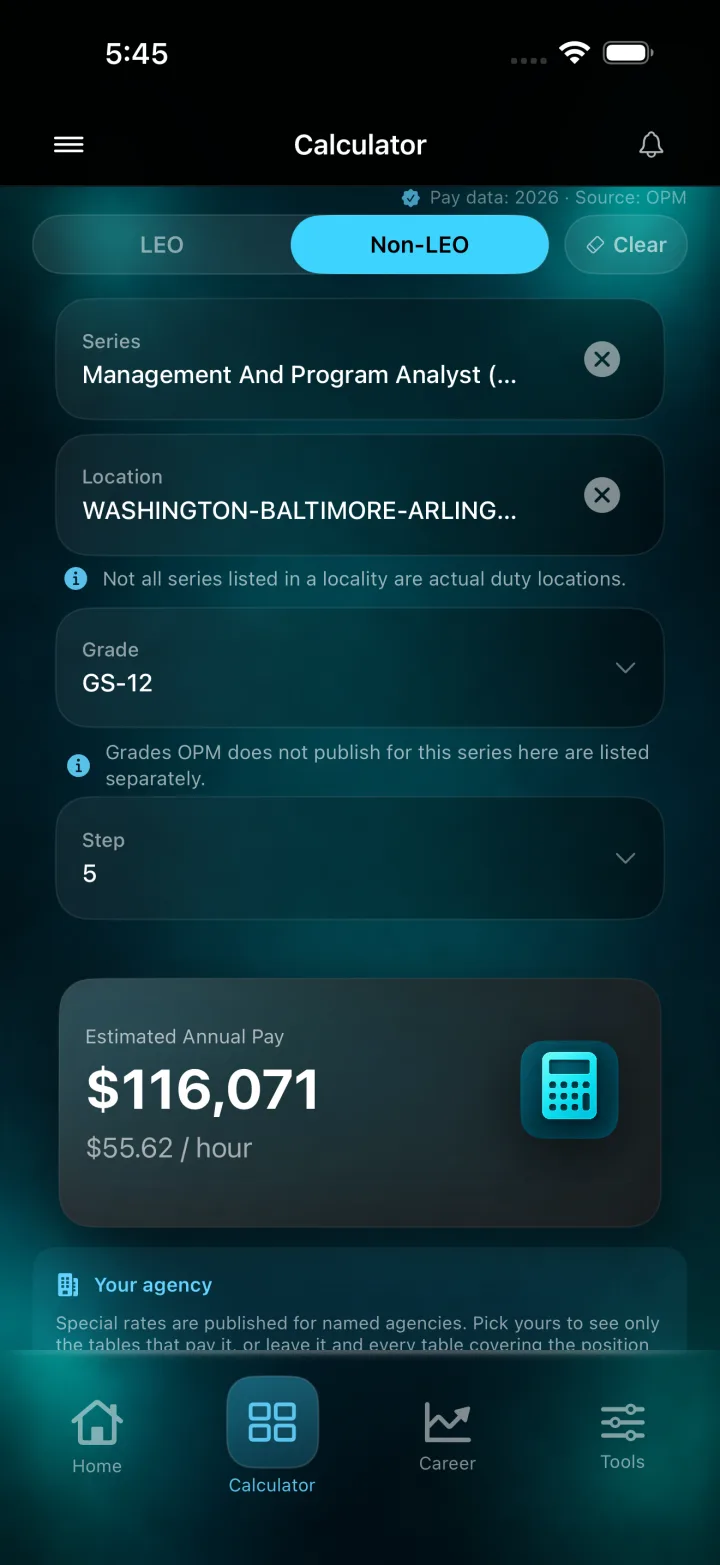 5:45
Calculator
Pay data: 2026 · Source: OPM
LEO
Non-LEO
Clear
Series
Management And Program Analyst (...
Location
WASHINGTON-BALTIMORE-ARLING...
Not all series listed in a locality are actual duty locations.
Grade
GS-12
Grades OPM does not publish for this series here are listed
separately.
Step
5
Estimated Annual Pay
$116,071
$55.62 / hour
Your agency
Special rates are published for named agencies. Pick yours to see only
the tables that pay it, or leave it and every table covering the position
Home
Calculator
Career
Tools